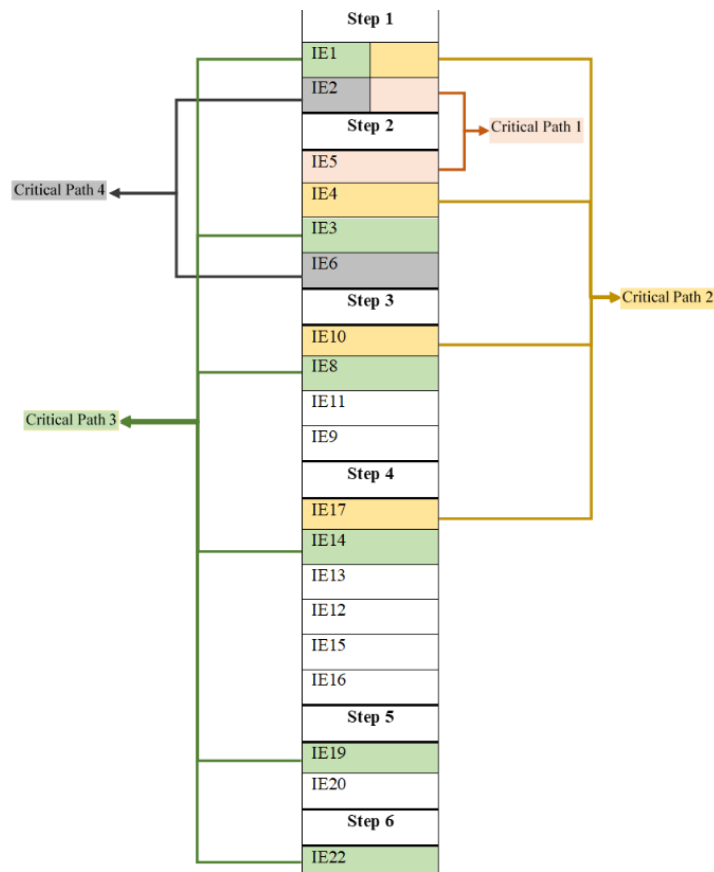 Step 1
IE1
IE2
Critical Path 1
Step 2
IE5
Critical Path 4
IE4
IE3
IE6
Critical Path 2
Step 3
IE10
IE8
IE11
Critical Path 3
IE9
Step 4
IE17
IE14
IE13
IE12
IE15
IE16
Step 5
IE19
IE20
Step 6
IE22